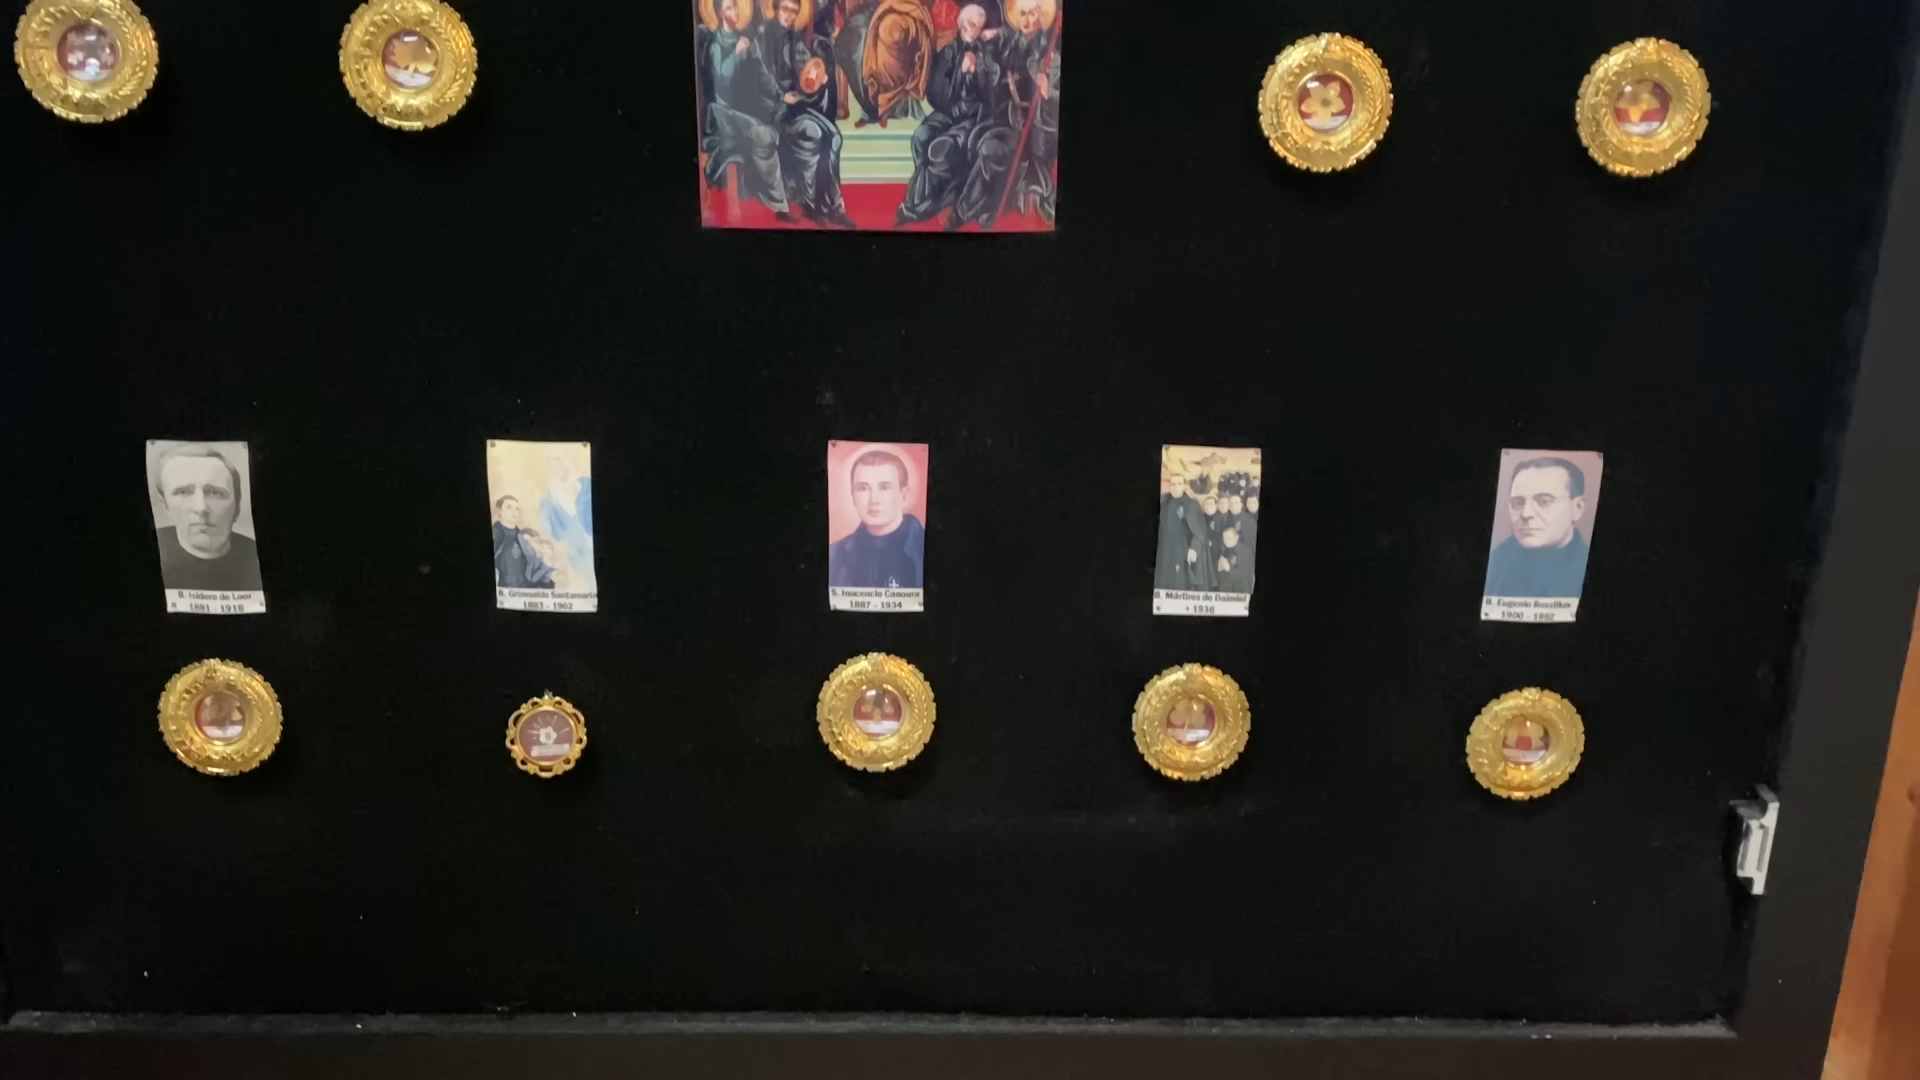 B. Isidoro de Loor
1881 - 1916
B. Grimoaldo Santamaria
1883 - 1902
S. Inocencio Canoura
1887 - 1934
B. Mártires de Daimiel
+ 1936
B. Eugenio Bossilkov
1900 - 1952